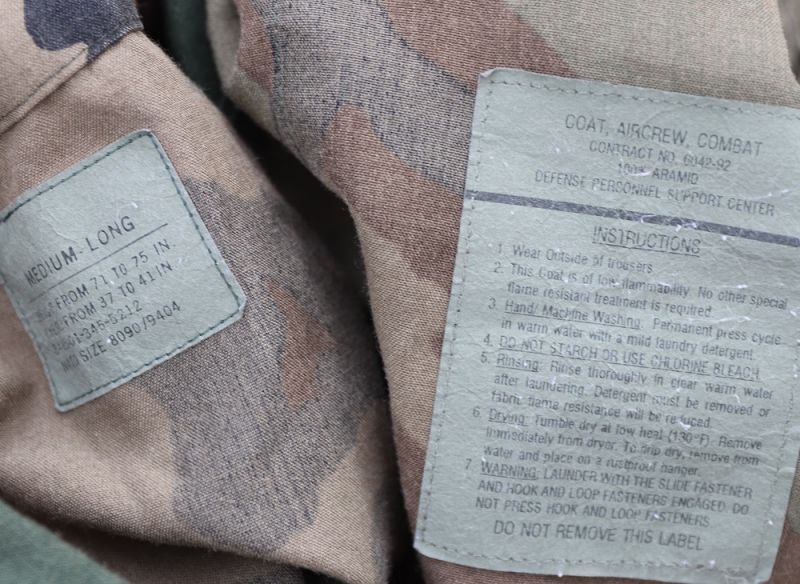 MEDIUM - LONG
FROM 71 TO 75 IN.
FROM 37 TO 41 IN
MID SIZE 8090/9404
COAT, AIRCREW, COMBAT
CONTRACT NO. 6042-92
100% ARAMID
DEFENSE PERSONNEL SUPPORT CENTER
INSTRUCTIONS
1. Wear Outside of trousers.
2. This Coat is of low flammability. No other special
flame resistant treatment is required.
3. Hand/ Machine Washing: Permanent press cycle
in warm water with a mild laundry detergent.
4. DO NOT STARCH OR USE CHLORINE BLEACH.
5. Rinsing: Rinse thoroughly in clear warm water
after laundering. Detergent must be removed or
fabric flame resistance will be reduced.
6. Drying: Tumble dry at low heat (130°F). Remove
immediately from dryer. To drip dry, remove from
water and place on a rustproof hanger.
7. WARNING: LAUNDER WITH THE SLIDE FASTENER
AND HOOK AND LOOP FASTENERS ENGAGED. DO
NOT PRESS HOOK AND LOOP FASTENERS.
DO NOT REMOVE THIS LABEL